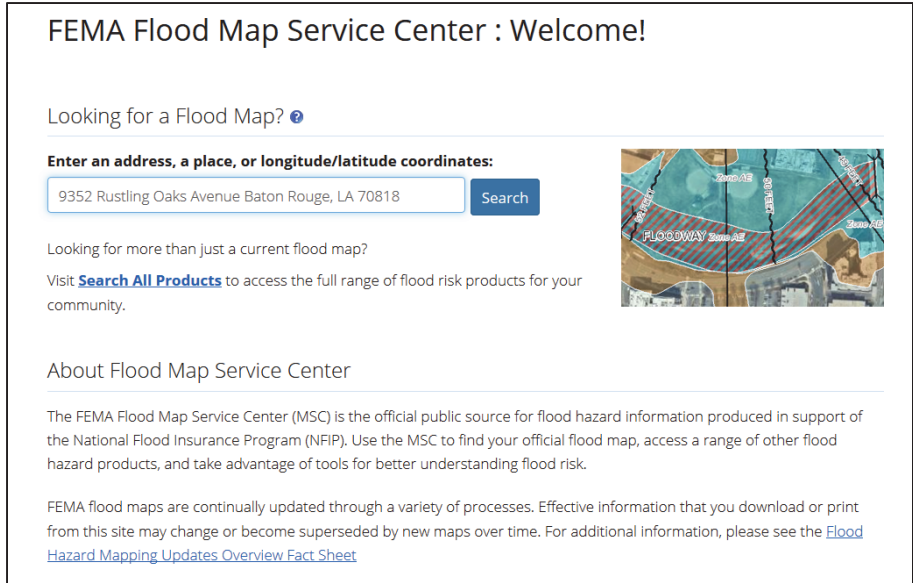 FEMA Flood Map Service Center : Welcome!
Looking for a Flood Map?
Enter an address, a place, or longitude/latitude coordinates:
9352 Rustling Oaks Avenue Baton Rouge, LA 70818
Search
Looking for more than just a current flood map?
Visit Search All Products to access the full range of flood risk products for your
community.
Zone AE
52 FEET
50 FEET
FLOODWAY Zone AE
Zone AE
About Flood Map Service Center
The FEMA Flood Map Service Center (MSC) is the official public source for flood hazard information produced in support of
the National Flood Insurance Program (NFIP). Use the MSC to find your official flood map, access a range of other flood
hazard products, and take advantage of tools for better understanding flood risk.
FEMA flood maps are continually updated through a variety of processes. Effective information that you download or print
from this site may change or become superseded by new maps over time. For additional information, please see the Flood
Hazard Mapping Updates Overview Fact Sheet